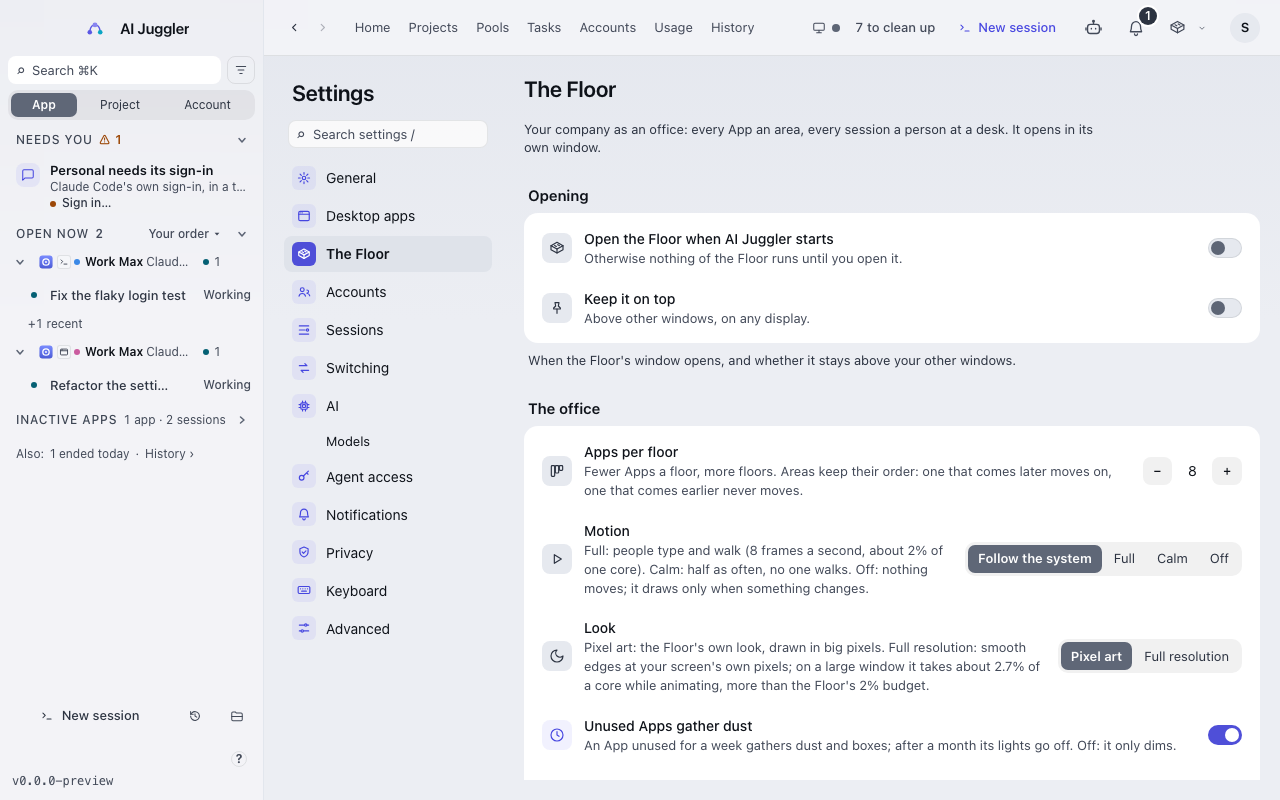 AI Juggler
Search ⌘K
App
Project
Account
NEEDS YOU 1
Personal needs its sign-in
Claude Code's own sign-in, in a t…
Sign in…
OPEN NOW 2
Your order
Work Max Claud… 1
Fix the flaky login test Working
+1 recent
Work Max Claud… 1
Refactor the setti… Working
INACTIVE APPS 1 app · 2 sessions
Also: 1 ended today · History ›
New session
?
v0.0.0-preview
Home
Projects
Pools
Tasks
Accounts
Usage
History
7 to clean up
New session
1
S
Settings
Search settings /
General
Desktop apps
The Floor
Accounts
Sessions
Switching
AI
Models
Agent access
Notifications
Privacy
Keyboard
Advanced
The Floor
Your company as an office: every App an area, every session a person at a desk. It opens in its
own window.
Opening
Open the Floor when AI Juggler starts
Otherwise nothing of the Floor runs until you open it.
Keep it on top
Above other windows, on any display.
When the Floor's window opens, and whether it stays above your other windows.
The office
Apps per floor
Fewer Apps a floor, more floors. Areas keep their order: one that comes later moves on,
one that comes earlier never moves.
− 8 +
Motion
Full: people type and walk (8 frames a second, about 2% of
one core). Calm: half as often, no one walks. Off: nothing
moves; it draws only when something changes.
Follow the system
Full
Calm
Off
Look
Pixel art: the Floor's own look, drawn in big pixels. Full resolution: smooth
edges at your screen's own pixels; on a large window it takes about 2.7% of
a core while animating, more than the Floor's 2% budget.
Pixel art
Full resolution
Unused Apps gather dust
An App unused for a week gathers dust and boxes; after a month its lights go off. Off: it only dims.